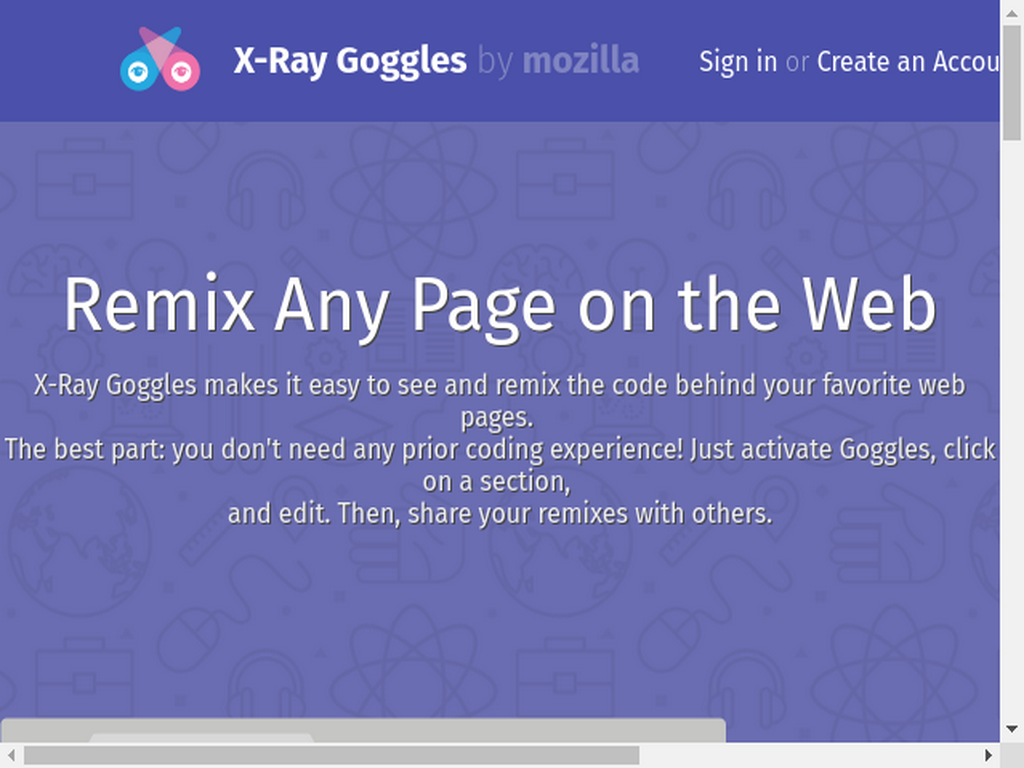 X-Ray Goggles by mozilla
Sign in or Create an Accou
Remix Any Page on the Web
X-Ray Goggles makes it easy to see and remix the code behind your favorite web
pages.
The best part: you don't need any prior coding experience! Just activate Goggles, click
on a section,
and edit. Then, share your remixes with others.